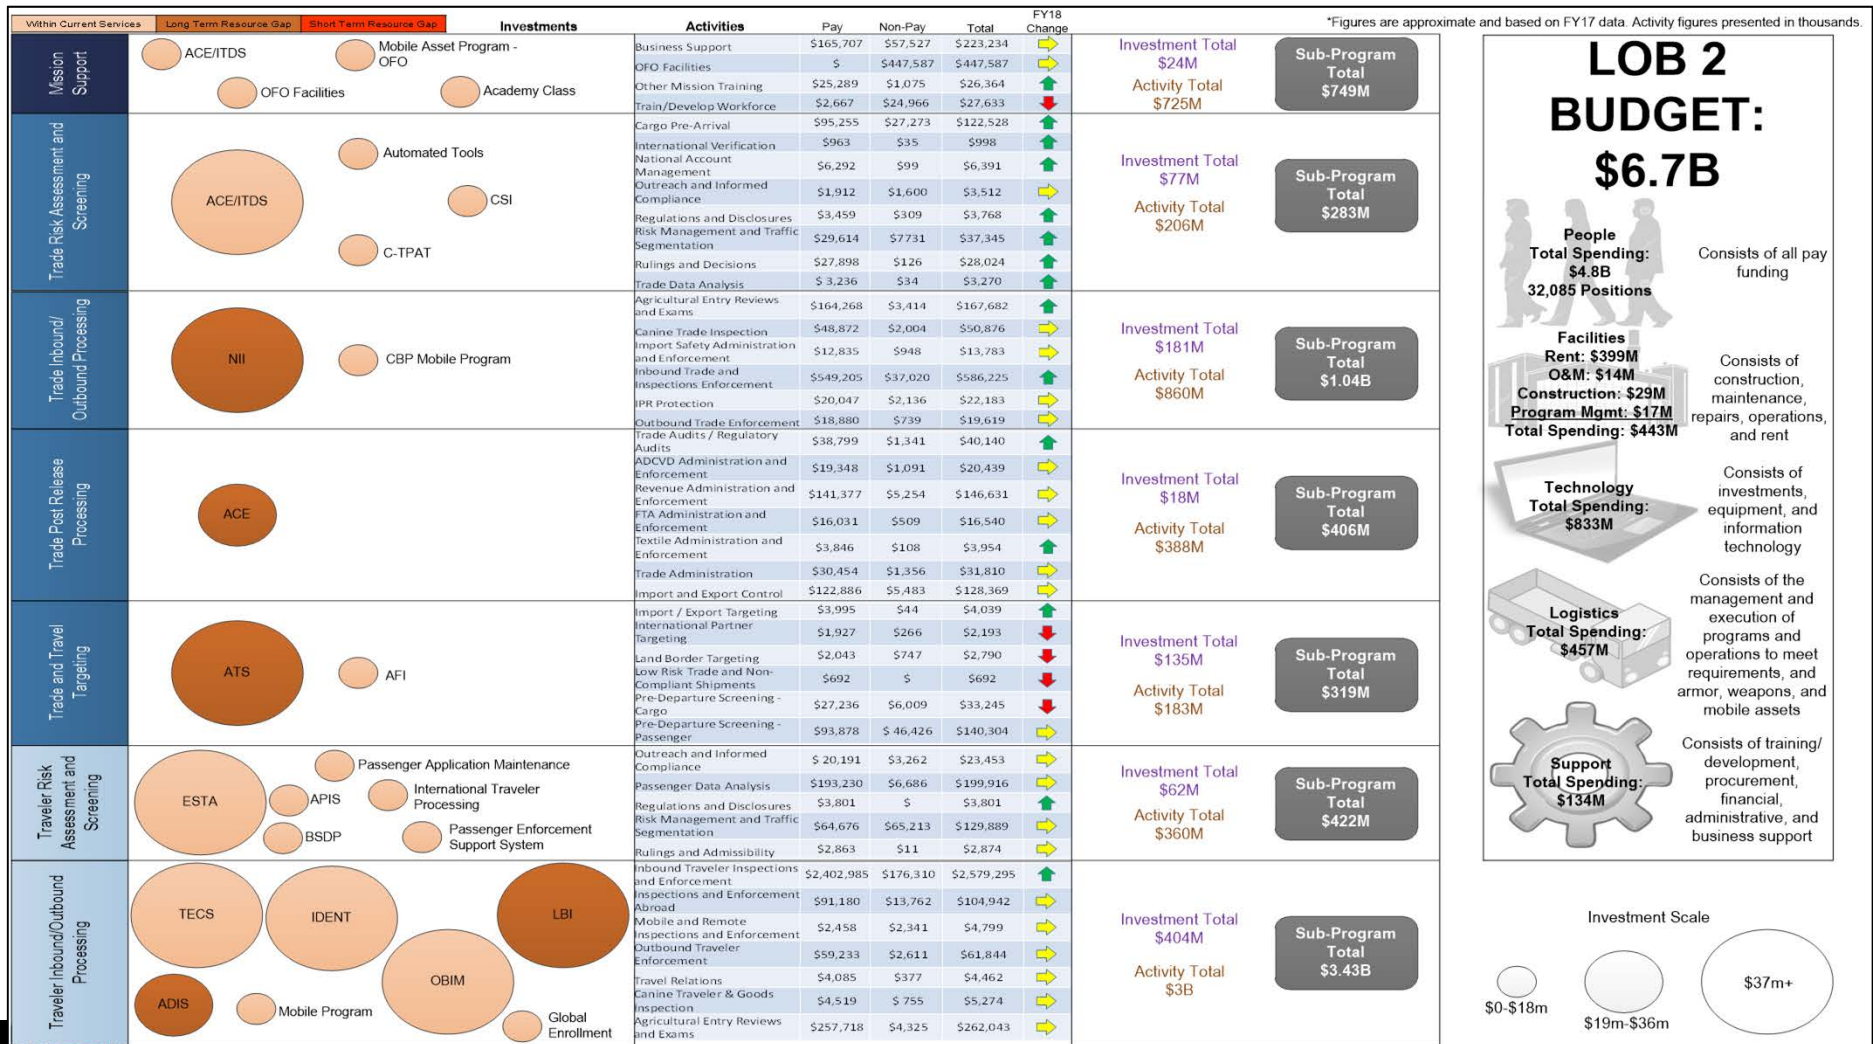 Within Current Services
Long Term Resource Gap
Short Term Resource Gap
Investments
Activities
Pay
Non-Pay
Total
FY18
Change
*Figures are approximate and based on FY17 data. Activity figures presented in thousands.
Mission
Support
ACE/ITDS
Mobile Asset Program -
OFO
OFO Facilities
Academy Class
Business Support $165,707 $57,527 $223,234
OFO Facilities $ $447,587 $447,587
Other Mission Training $25,289 $1,075 $26,364
Train/Develop Workforce $2,667 $24,966 $27,633
Investment Total
$24M
Activity Total
$725M
Sub-Program
Total
$749M
Trade Risk Assessment and
Screening
ACE/ITDS
Automated Tools
CSI
C-TPAT
Cargo Pre-Arrival $95,255 $27,273 $122,528
International Verification $963 $35 $998
National Account
Management $6,292 $99 $6,391
Outreach and Informed
Compliance $1,912 $1,600 $3,512
Regulations and Disclosures $3,459 $309 $3,768
Risk Management and Traffic
Segmentation $29,614 $7731 $37,345
Rulings and Decisions $27,898 $126 $28,024
Trade Data Analysis $ 3,236 $34 $3,270
Investment Total
$77M
Activity Total
$206M
Sub-Program
Total
$283M
Trade Inbound/
Outbound Processing
NII
CBP Mobile Program
Agricultural Entry Reviews
and Exams $164,268 $3,414 $167,682
Canine Trade Inspection $48,872 $2,004 $50,876
Import Safety Administration
and Enforcement $12,835 $948 $13,783
Inbound Trade and
Inspections Enforcement $549,205 $37,020 $586,225
IPR Protection $20,047 $2,136 $22,183
Outbound Trade Enforcement $18,880 $739 $19,619
Investment Total
$181M
Activity Total
$860M
Sub-Program
Total
$1.04B
Trade Post Release
Processing
ACE
Trade Audits / Regulatory
Audits $38,799 $1,341 $40,140
ADCVD Administration and
Enforcement $19,348 $1,091 $20,439
Revenue Administration and
Enforcement $141,377 $5,254 $146,631
FTA Administration and
Enforcement $16,031 $509 $16,540
Textile Administration and
Enforcement $3,846 $108 $3,954
Trade Administration $30,454 $1,356 $31,810
Import and Export Control $122,886 $5,483 $128,369
Investment Total
$18M
Activity Total
$388M
Sub-Program
Total
$406M
Trade and Travel
Targeting
ATS
AFI
Import / Export Targeting $3,995 $44 $4,039
International Partner
Targeting $1,927 $266 $2,193
Land Border Targeting $2,043 $747 $2,790
Low Risk Trade and Non-
Compliant Shipments $692 $ $692
Pre-Departure Screening -
Cargo $27,236 $6,009 $33,245
Pre-Departure Screening -
Passenger $93,878 $ 46,426 $140,304
Investment Total
$135M
Activity Total
$183M
Sub-Program
Total
$319M
Traveler Risk
Assessment and
Screening
ESTA
Passenger Application Maintenance
APIS
International Traveler
Processing
BSDP
Passenger Enforcement
Support System
Outreach and Informed
Compliance $ 20,191 $3,262 $23,453
Passenger Data Analysis $193,230 $6,686 $199,916
Regulations and Disclosures $3,801 $ $3,801
Risk Management and Traffic
Segmentation $64,676 $65,213 $129,889
Rulings and Admissibility $2,863 $11 $2,874
Investment Total
$62M
Activity Total
$360M
Sub-Program
Total
$422M
Traveler Inbound/Outbound
Processing
TECS
IDENT
LBI
OBIM
ADIS
Mobile Program
Global
Enrollment
Inbound Traveler Inspections
and Enforcement $2,402,985 $176,310 $2,579,295
Inspections and Enforcement
Abroad $91,180 $13,762 $104,942
Mobile and Remote
Inspections and Enforcement $2,458 $2,341 $4,799
Outbound Traveler
Enforcement $59,233 $2,611 $61,844
Travel Relations $4,085 $377 $4,462
Canine Traveler & Goods
Inspection $4,519 $ 755 $5,274
Agricultural Entry Reviews
and Exams $257,718 $4,325 $262,043
Investment Total
$404M
Activity Total
$3B
Sub-Program
Total
$3.43B
LOB 2
BUDGET:
$6.7B
People
Total Spending:
$4.8B
32,085 Positions
Consists of all pay
funding
Facilities
Rent: $399M
O&M: $14M
Construction: $29M
Program Mgmt: $17M
Total Spending: $443M
Consists of
construction,
maintenance,
repairs, operations,
and rent
Technology
Total Spending:
$833M
Consists of
investments,
equipment, and
information
technology
Logistics
Total Spending:
$457M
Consists of the
management and
execution of
programs and
operations to meet
requirements, and
armor, weapons, and
mobile assets
Support
Total Spending:
$134M
Consists of training/
development,
procurement,
financial,
administrative, and
business support
Investment Scale
$0-$18m
$19m-$36m
$37m+